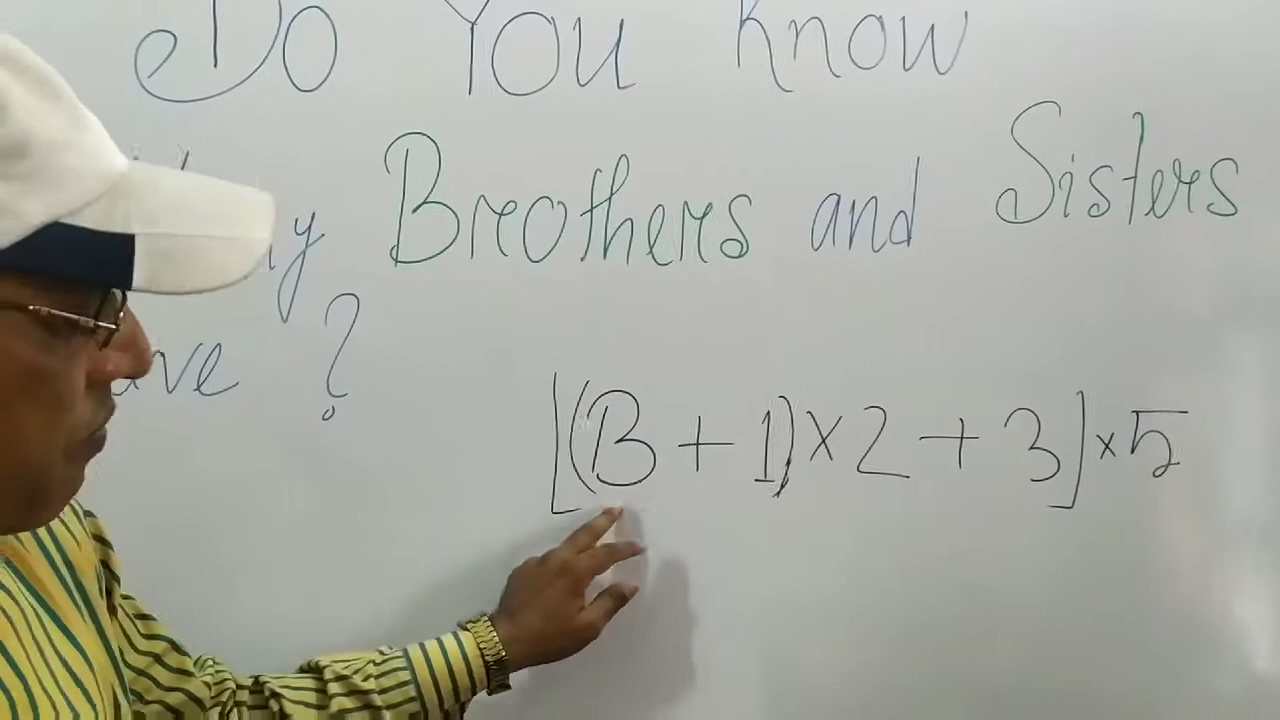 Do You Know
Brothers and Sisters
?
[(B + 1) × 2 + 3] × 5